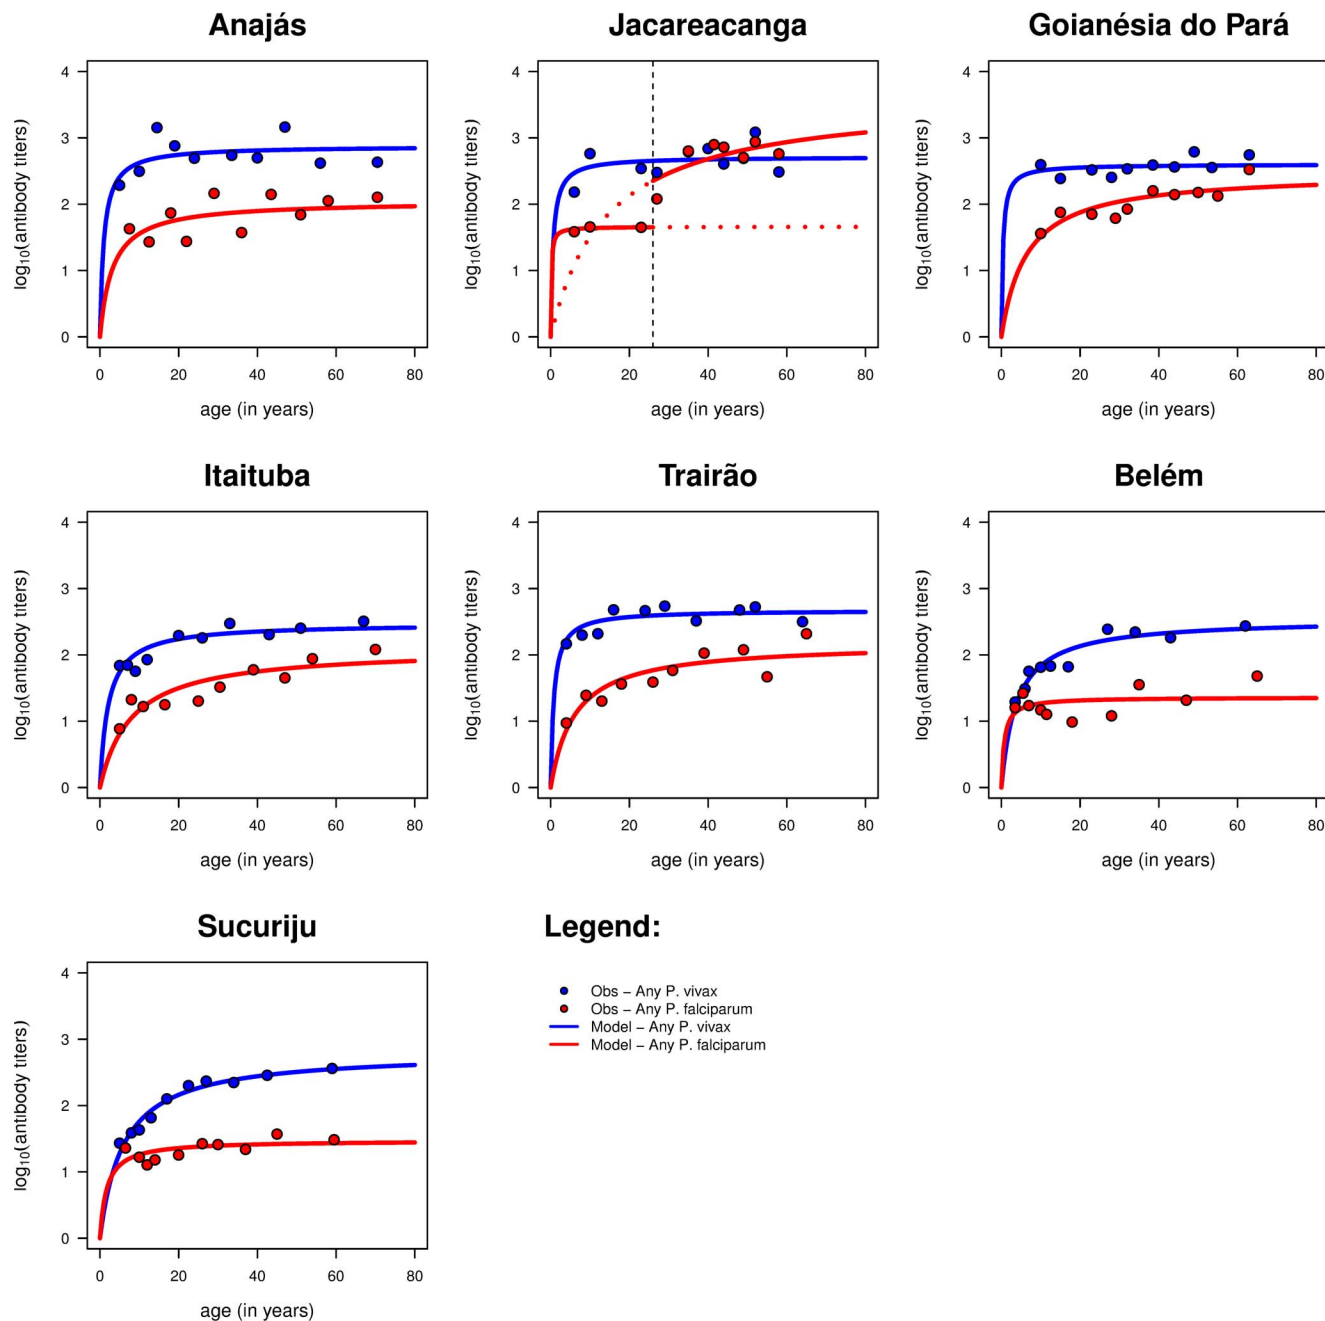 Anajás
Jacareacanga
Goianésia do Pará
4
3
2
1
0
log10(antibody titers)
0 20 40 60 80
age (in years)
4
3
2
1
0
log10(antibody titers)
0 20 40 60 80
age (in years)
4
3
2
1
0
log10(antibody titers)
0 20 40 60 80
age (in years)
Itaituba
Trairão
Belém
4
3
2
1
0
log10(antibody titers)
0 20 40 60 80
age (in years)
4
3
2
1
0
log10(antibody titers)
0 20 40 60 80
age (in years)
4
3
2
1
0
log10(antibody titers)
0 20 40 60 80
age (in years)
Sucuriju
4
3
2
1
0
log10(antibody titers)
0 20 40 60 80
age (in years)
Legend:
Obs − Any P. vivax
Obs − Any P. falciparum
Model − Any P. vivax
Model − Any P. falciparum